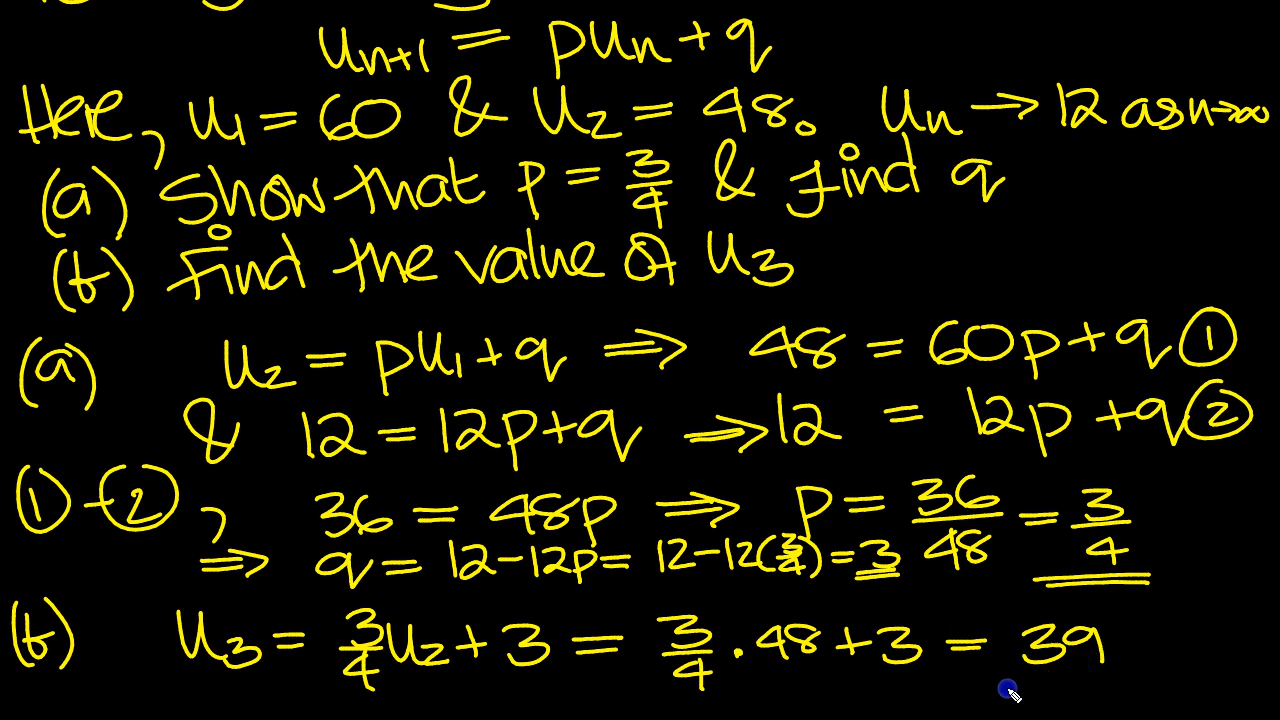 Uₙ₊₁ = pUₙ + q
Here, U₁ = 60 & U₂ = 48. Uₙ → 12 as n→∞
(a) Show that p = 3/4 & find q
(b) Find the value of U₃
(a) U₂ = pU₁ + q ⇒ 48 = 60p + q ①
& 12 = 12p + q ⇒ 12 = 12p + q ②
① - ②, 36 = 48p ⇒ p = 36/48 = 3/4
⇒ q = 12 - 12p = 12 - 12(3/4) = 3
(b) U₃ = 3/4 U₂ + 3 = 3/4 . 48 + 3 = 39